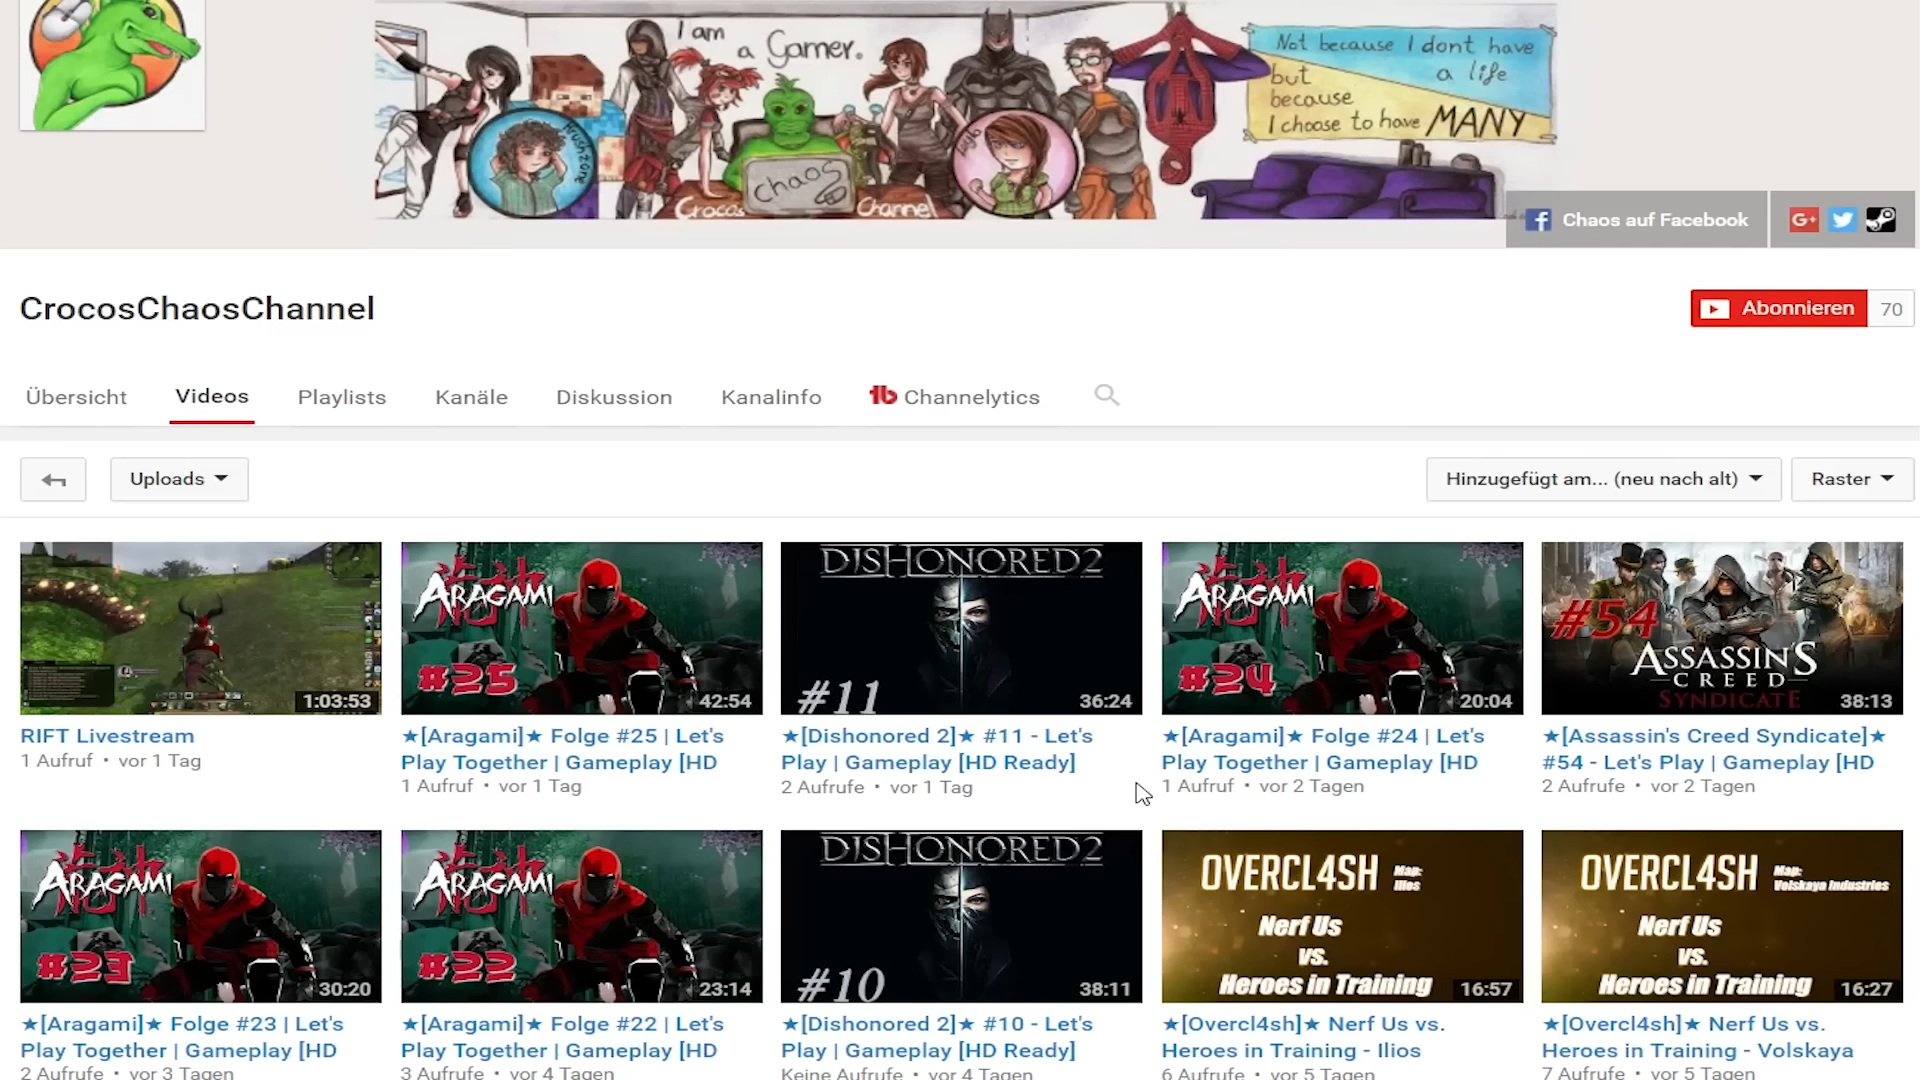 I am
a Gamer.
Not because I dont have
a life
but
because
I choose to have MANY
Krushzone
chaos
Crocos Channel
Chaos auf Facebook
G+
CrocosChaosChannel
Abonnieren 70
Übersicht Videos Playlists Kanäle Diskussion Kanalinfo Channelytics
Uploads Hinzugefügt am... (neu nach alt) Raster
1:03:53
ARAGAMI
#25
42:54
DISHONORED2
#11
36:24
ARAGAMI
#24
20:04
#54
ASSASSIN'S
CREED
SYNDICATE
38:13
RIFT Livestream
1 Aufruf • vor 1 Tag
★[Aragami]★ Folge #25 | Let's
Play Together | Gameplay [HD
1 Aufruf • vor 1 Tag
★[Dishonored 2]★ #11 - Let's
Play | Gameplay [HD Ready]
2 Aufrufe • vor 1 Tag
★[Aragami]★ Folge #24 | Let's
Play Together | Gameplay [HD
1 Aufruf • vor 2 Tagen
★[Assassin's Creed Syndicate]★
#54 - Let's Play | Gameplay [HD
2 Aufrufe • vor 2 Tagen
ARAGAMI
#23
30:20
ARAGAMI
#22
23:14
DISHONORED2
#10
38:11
OVERCL4SH
Map:
Ilios
Nerf Us
vs.
Heroes in Training
16:57
OVERCL4SH
Map:
Volskaya Industries
Nerf Us
vs.
Heroes in Training
16:27
★[Aragami]★ Folge #23 | Let's
Play Together | Gameplay [HD
2 Aufrufe • vor 3 Tagen
★[Aragami]★ Folge #22 | Let's
Play Together | Gameplay [HD
3 Aufrufe • vor 4 Tagen
★[Dishonored 2]★ #10 - Let's
Play | Gameplay [HD Ready]
Keine Aufrufe • vor 4 Tagen
★[Overcl4sh]★ Nerf Us vs.
Heroes in Training - Ilios
6 Aufrufe • vor 5 Tagen
★[Overcl4sh]★ Nerf Us vs.
Heroes in Training - Volskaya
7 Aufrufe • vor 5 Tagen